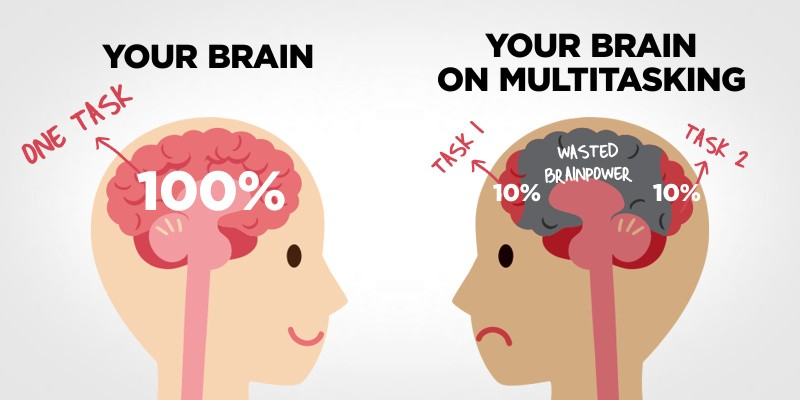 YOUR BRAIN
ONE TASK
100%
YOUR BRAIN
ON MULTITASKING
TASK 1
WASTED
BRAINPOWER
TASK 2
10%
10%